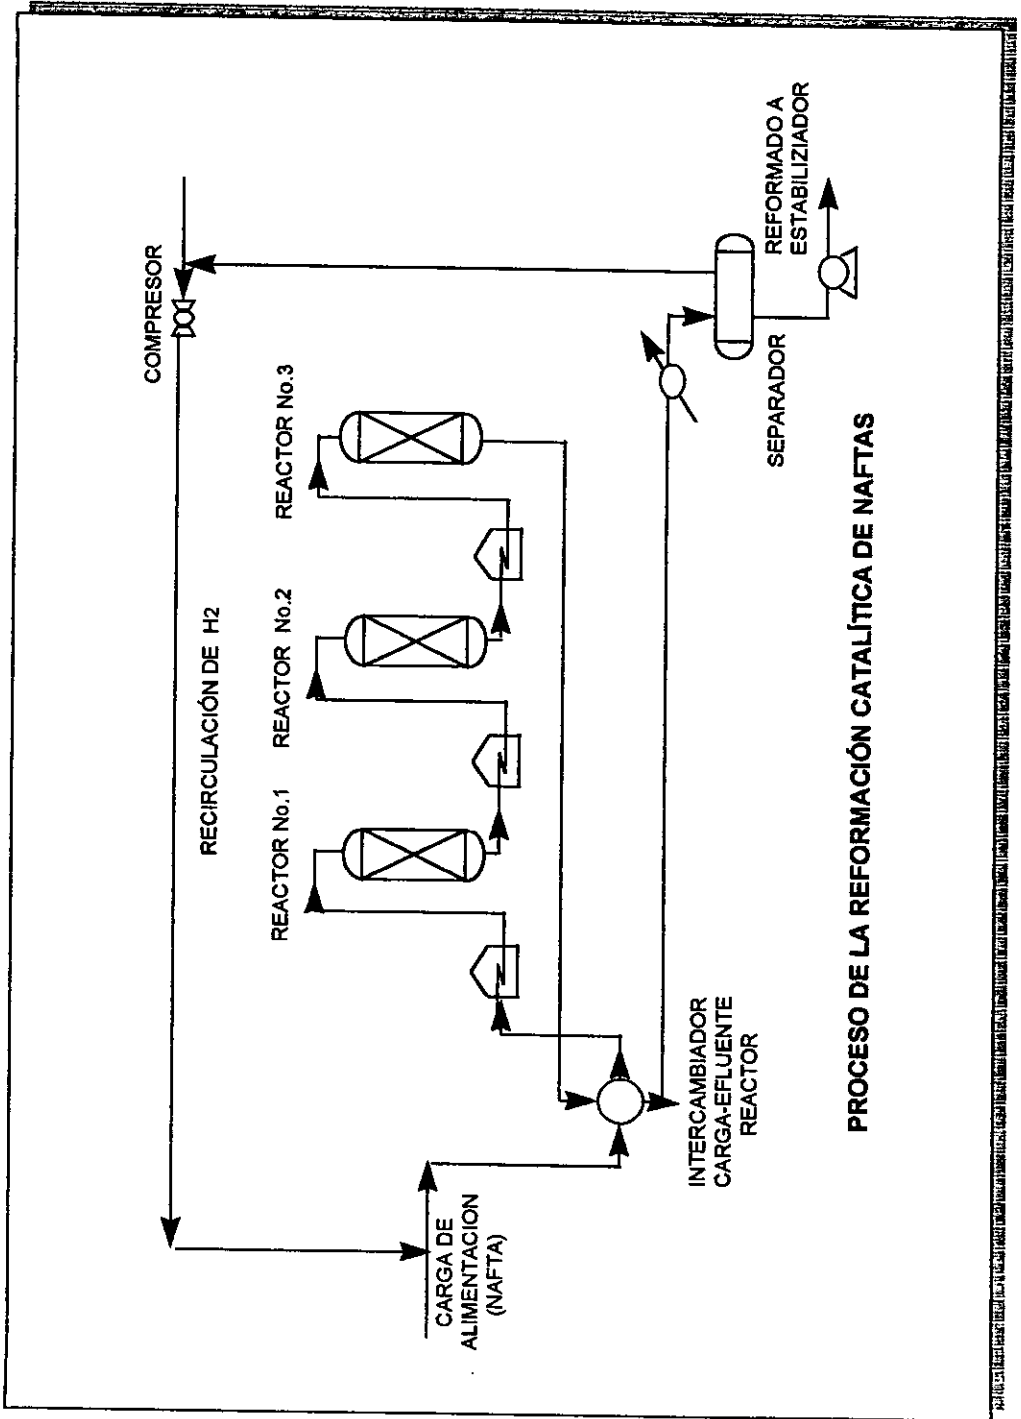 COMPRESOR
RECIRCULACIÓN DE H2
REACTOR No.1
REACTOR No.2
REACTOR No.3
CARGA DE
ALIMENTACION
(NAFTA)
INTERCAMBIADOR
CARGA-EFLUENTE
REACTOR
SEPARADOR
REFORMADO A
ESTABILIZIADOR
PROCESO DE LA REFORMACIÓN CATALÍTICA DE NAFTAS